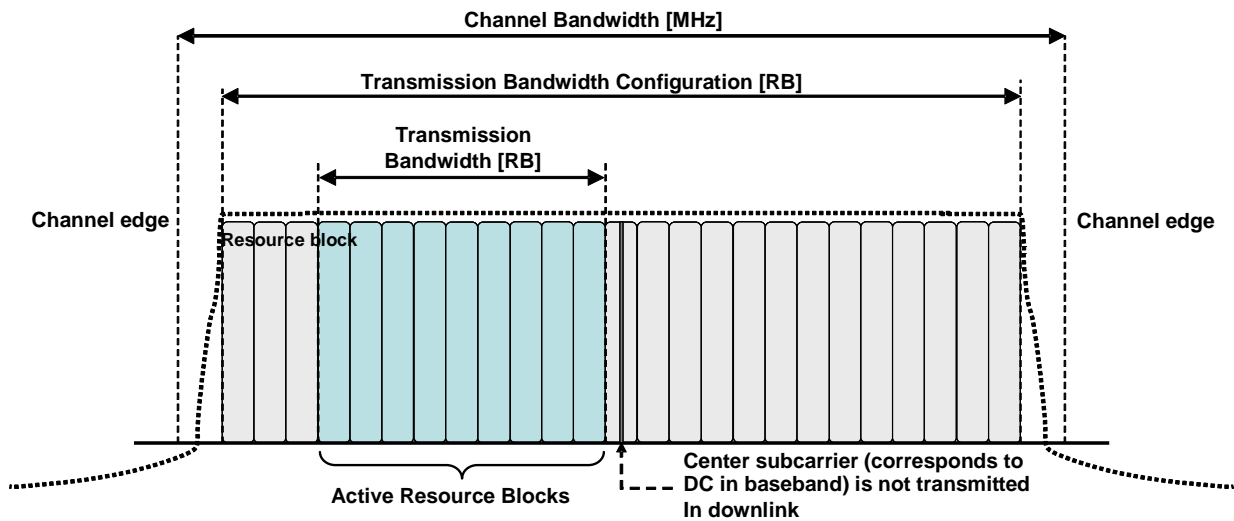 Channel Bandwidth [MHz]
Transmission Bandwidth Configuration [RB]
Transmission
Bandwidth [RB]
Channel edge
Channel edge
Resource block
Active Resource Blocks
Center subcarrier (corresponds to
DC in baseband) is not transmitted
In downlink